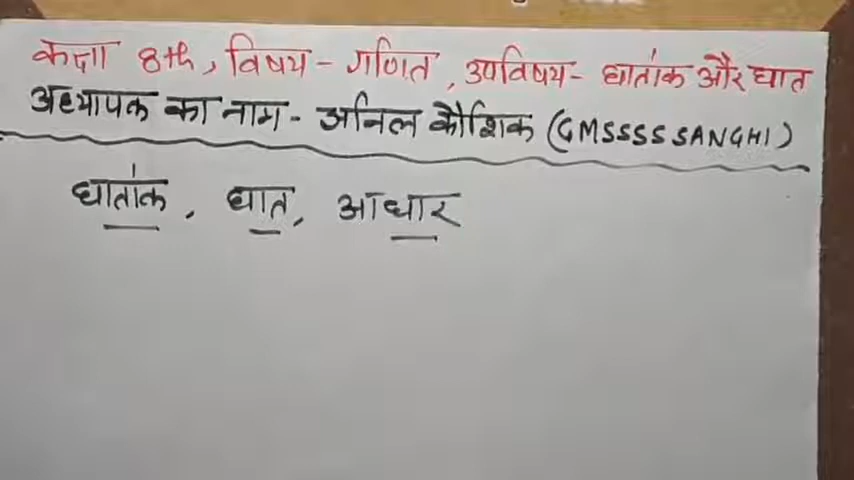 कक्षा 8th, विषय - गणित, उपविषय - घातांक और घात
अध्यापक का नाम - अनिल कौशिक (GMSSSS SANGHI)
घातांक, घात, आधार